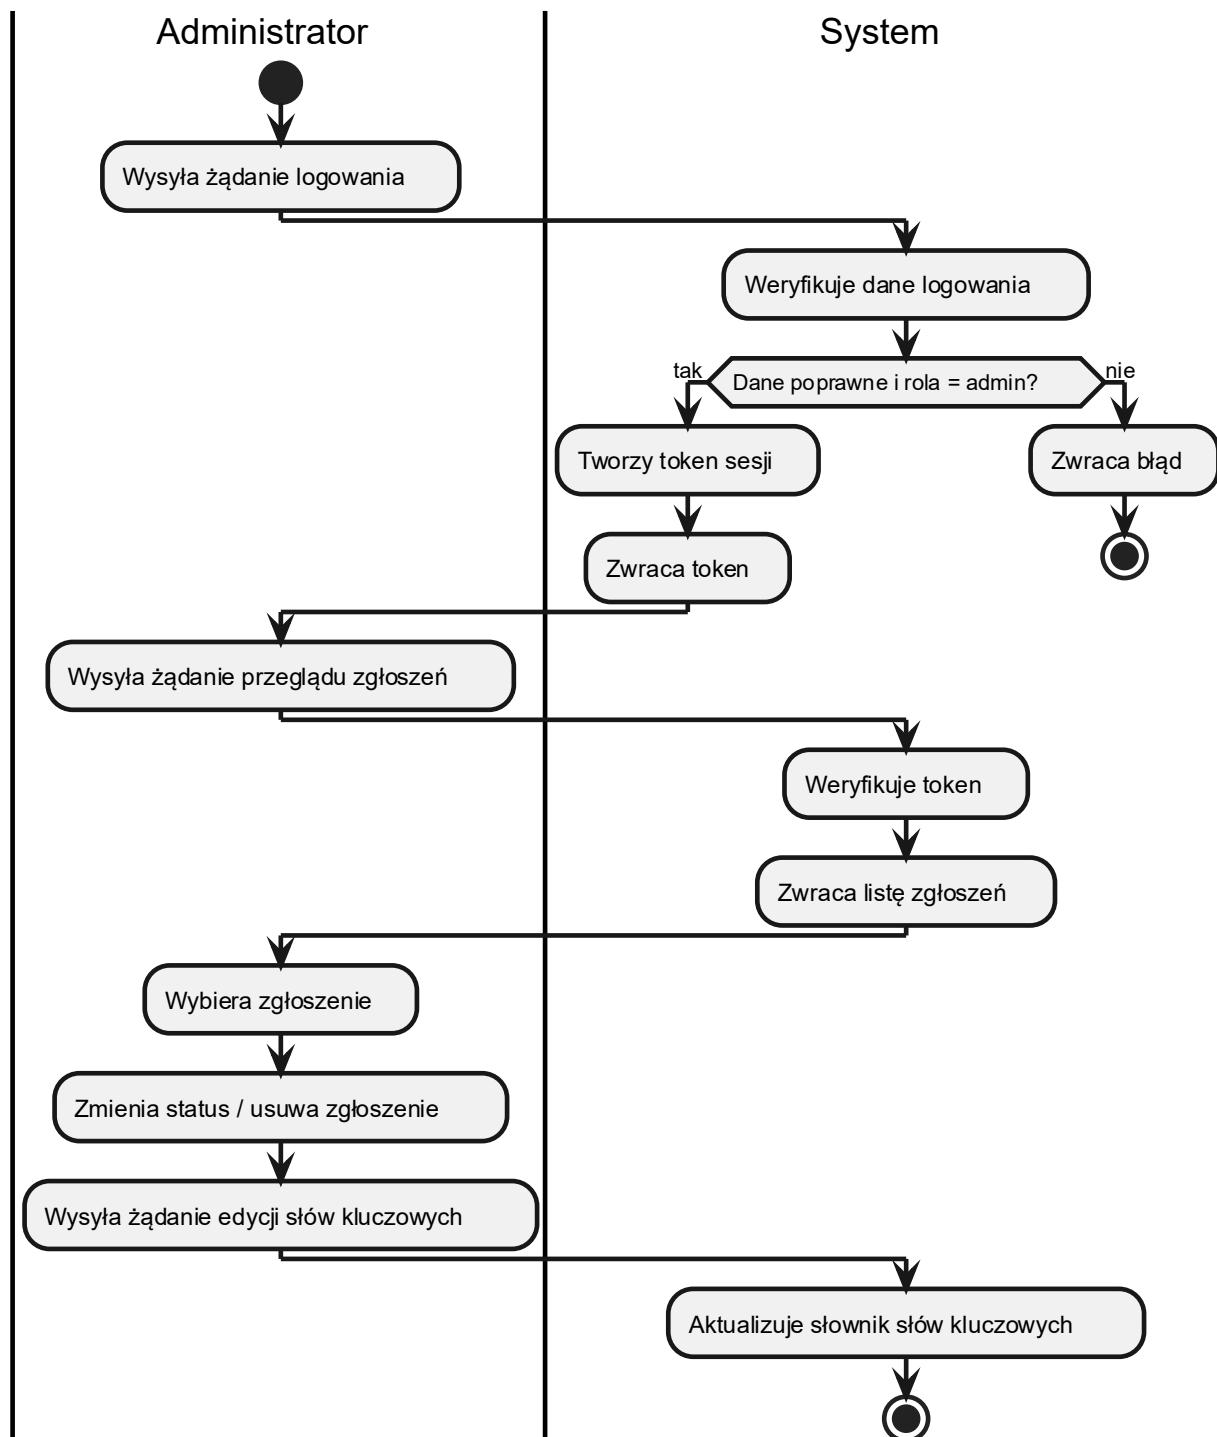 Administrator
System
Wysyła żądanie logowania
Weryfikuje dane logowania
tak
Dane poprawne i rola = admin?
nie
Tworzy token sesji
Zwraca błąd
Zwraca token
Wysyła żądanie przeglądu zgłoszeń
Weryfikuje token
Zwraca listę zgłoszeń
Wybiera zgłoszenie
Zmienia status / usuwa zgłoszenie
Wysyła żądanie edycji słów kluczowych
Aktualizuje słownik słów kluczowych